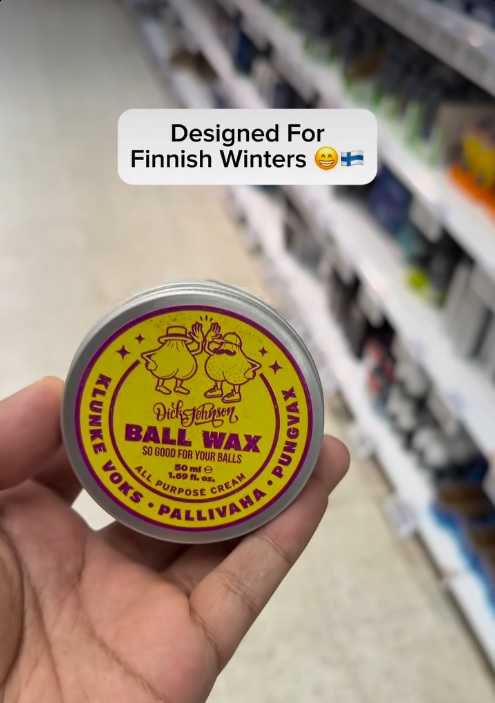 Designed For
Finnish Winters 😄🇫🇮
Dick Johnson
BALL WAX
SO GOOD FOR YOUR BALLS
50 ml ℮
1.69 fl. oz.
ALL PURPOSE CREAM
KLUNKE VOKS • PALLIVAHA • PUNGVAX